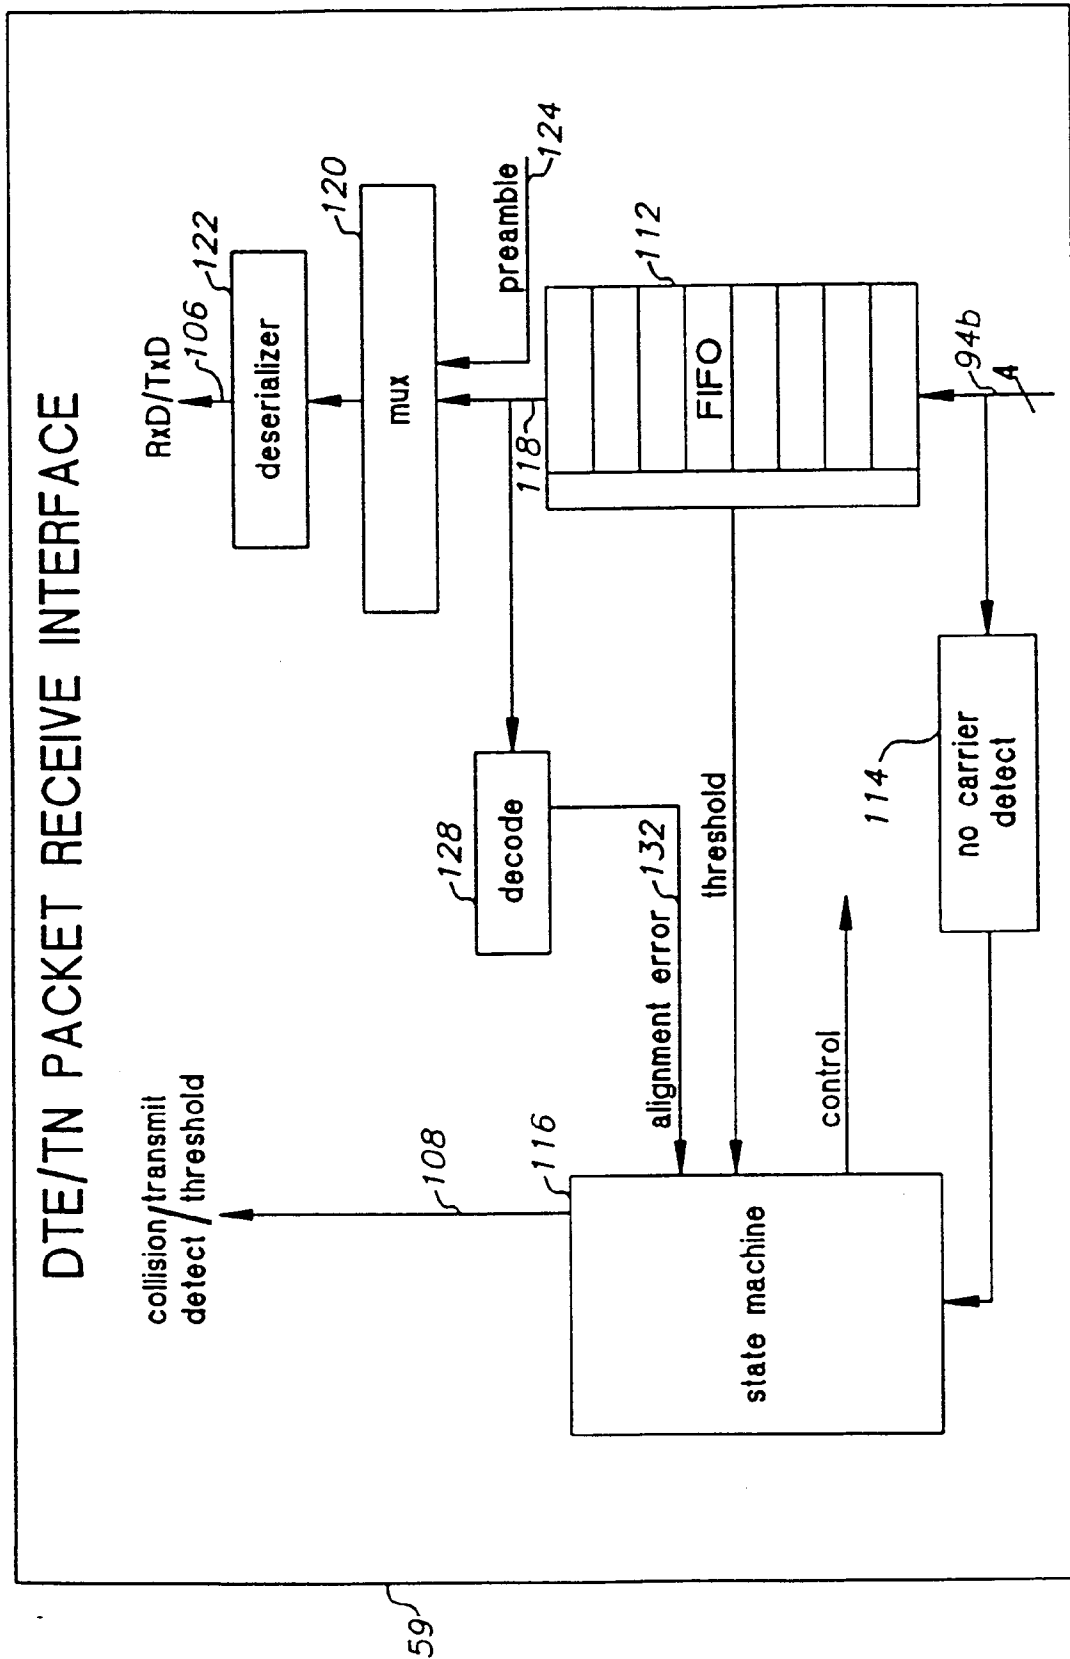 DTE/TN PACKET RECEIVE INTERFACE
collision/transmit
detect/threshold
RxD/TxD
106
122
deserializer
120
mux
108
128
decode
118
preamble
124
116
alignment error
132
FIFO
112
threshold
state machine
control
114
no carrier
detect
94b
4
59